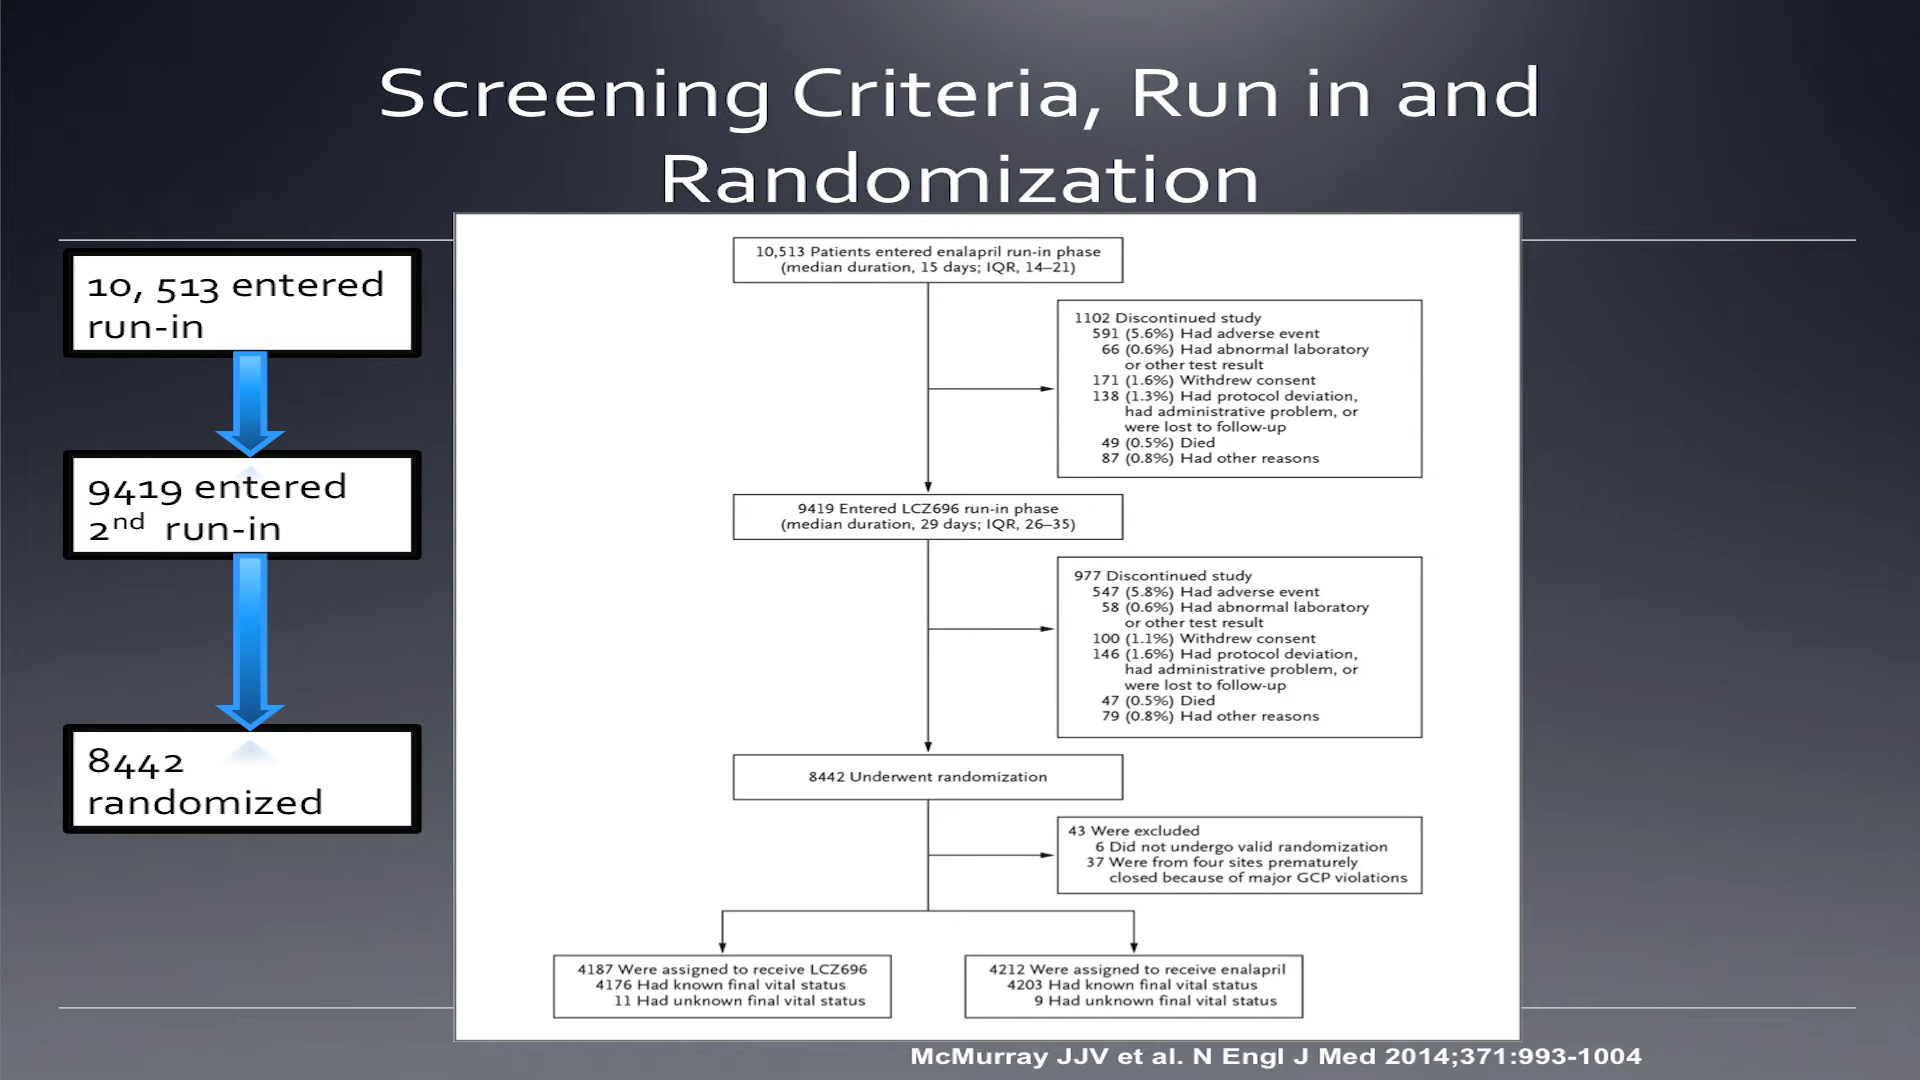 Screening Criteria, Run in and
Randomization
10, 513 entered
run-in
9419 entered
2nd run-in
8442
randomized
10,513 Patients entered enalapril run-in phase
(median duration, 15 days; IQR, 14–21)
1102 Discontinued study
591 (5.6%) Had adverse event
66 (0.6%) Had abnormal laboratory
or other test result
171 (1.6%) Withdrew consent
138 (1.3%) Had protocol deviation,
had administrative problem, or
were lost to follow-up
49 (0.5%) Died
87 (0.8%) Had other reasons
9419 Entered LCZ696 run-in phase
(median duration, 29 days; IQR, 26–35)
977 Discontinued study
547 (5.8%) Had adverse event
58 (0.6%) Had abnormal laboratory
or other test result
100 (1.1%) Withdrew consent
146 (1.6%) Had protocol deviation,
had administrative problem, or
were lost to follow-up
47 (0.5%) Died
79 (0.8%) Had other reasons
8442 Underwent randomization
43 Were excluded
6 Did not undergo valid randomization
37 Were from four sites prematurely
closed because of major GCP violations
4187 Were assigned to receive LCZ696
4176 Had known final vital status
11 Had unknown final vital status
4212 Were assigned to receive enalapril
4203 Had known final vital status
9 Had unknown final vital status
McMurray JJV et al. N Engl J Med 2014;371:993-1004